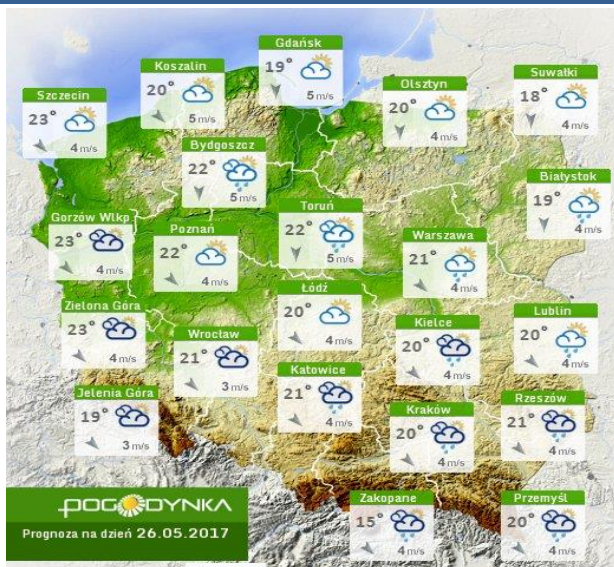 Gdańsk
19° 5 m/s
Koszalin
20° 5 m/s
Suwałki
18° 4 m/s
Olsztyn
20° 4 m/s
Szczecin
23° 4 m/s
Bydgoszcz
22° 5 m/s
Białystok
19° 4 m/s
Toruń
22° 5 m/s
Gorzów Wlkp
23° 4 m/s
Poznań
22° 4 m/s
Warszawa
21° 4 m/s
Łódź
20° 4 m/s
Zielona Góra
23° 4 m/s
Lublin
20° 4 m/s
Kielce
20° 4 m/s
Wrocław
21° 3 m/s
Katowice
21° 4 m/s
Jelenia Góra
19° 3 m/s
Rzeszów
21° 4 m/s
Kraków
20° 4 m/s
Zakopane
15° 4 m/s
Przemyśl
20° 4 m/s
POGODYNKA
Prognoza na dzień 26.05.2017